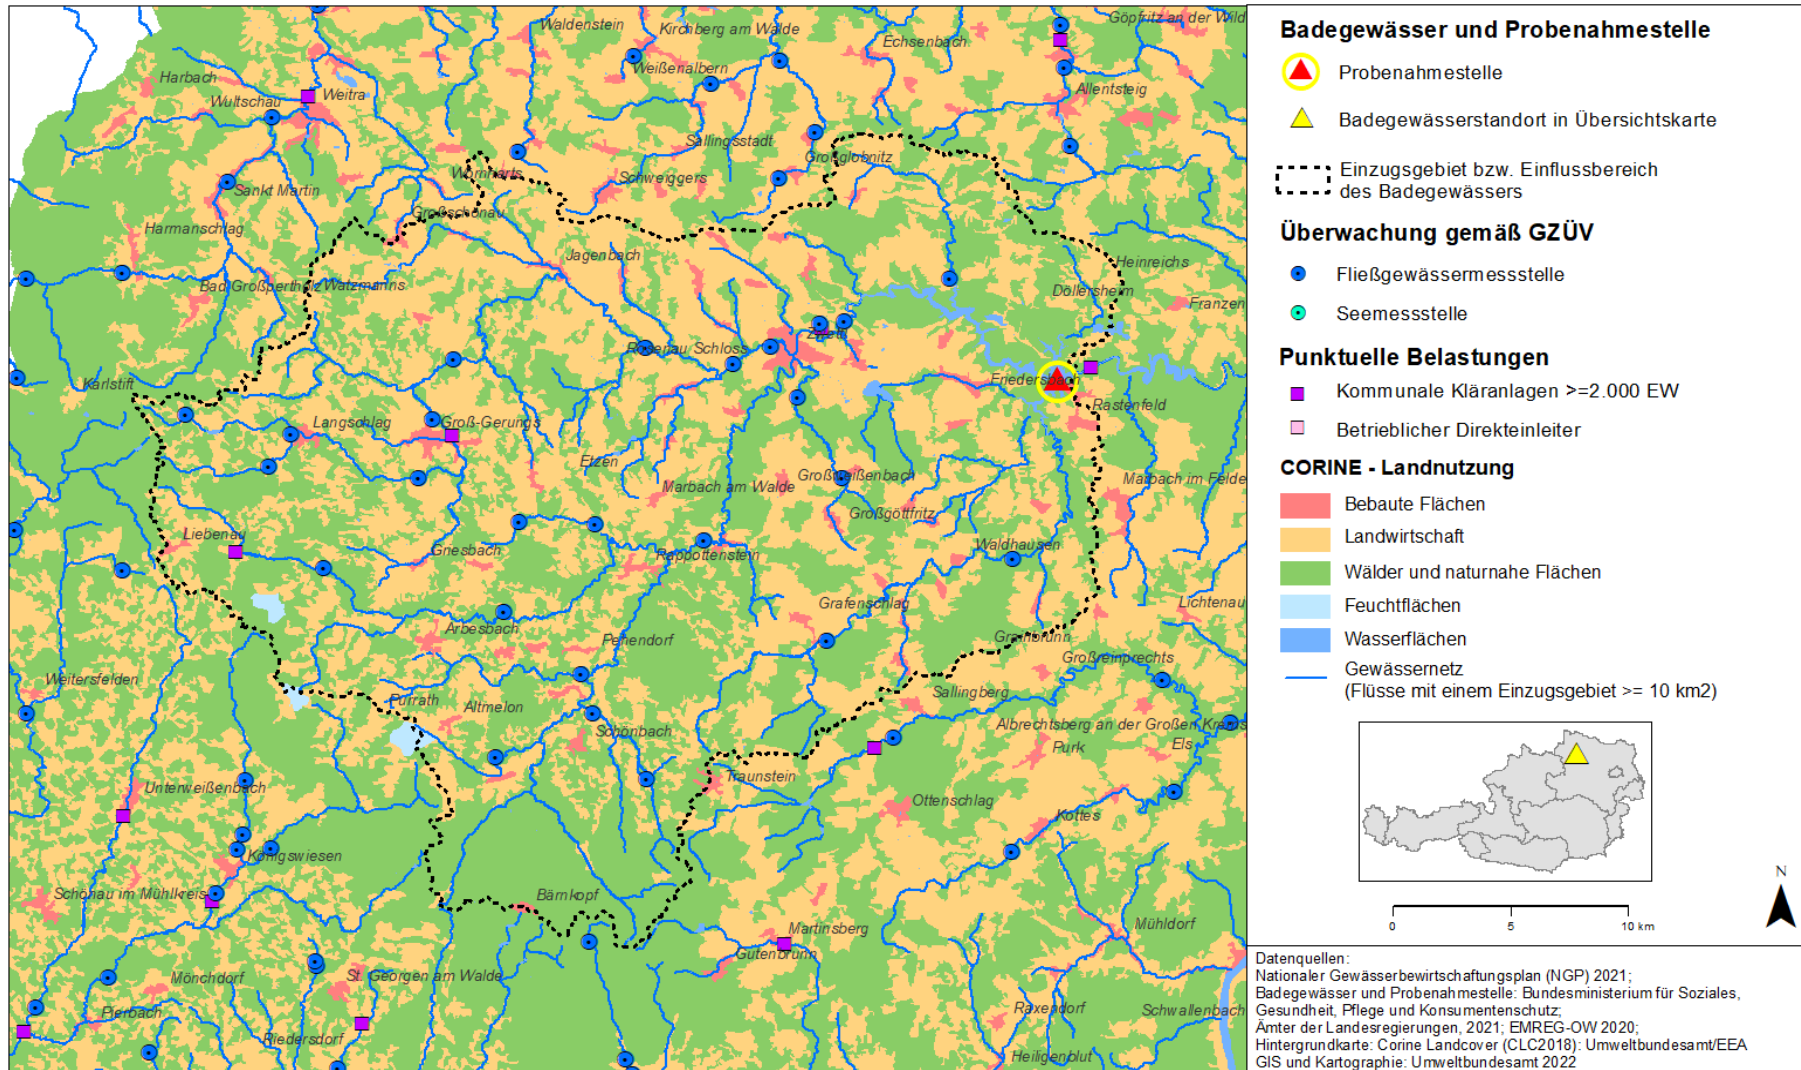 Waldenstein
Kirchberg am Walde
Göpfritz an der Wild
Echsenbach
Harbach
Weißenalbern
Wultschau
Weitra
Allentsteig
Sallingsstadt
Großglobnitz
Wörnharts
Schweiggers
Sankt Martin
Großschönau
Harmanschlag
Jagenbach
Heinreichs
Bad Großpertholz
Watzmanns
Döllersheim
Franzen
Zwettl
Rosenau Schloss
Karlstift
Friedersbach
Rastenfeld
Langschlag
Groß-Gerungs
Etzen
Großweißenbach
Marbach am Walde
Marbach im Felde
Großgöttfritz
Liebenau
Griesbach
Rappottenstein
Waldhausen
Grafenschlag
Lichtenau
Arbesbach
Pehendorf
Grainbrunn
Großreinprechts
Weitersfelden
Purrath
Altmelon
Sallingberg
Schönbach
Albrechtsberg an der Großen Krems
Purk
Els
Traunstein
Unterweißenbach
Ottenschlag
Kottes
Königswiesen
Schönau im Mühlkreis
Bärnkopf
Martinsberg
Mühldorf
Gutenbrunn
Mönchdorf
St. Georgen am Walde
Pierbach
Raxendorf
Schwallenbach
Riedersdorf
Heiligenblut
Badegewässer und Probenahmestelle
Probenahmestelle
Badegewässerstandort in Übersichtskarte
Einzugsgebiet bzw. Einflussbereich
des Badegewässers
Überwachung gemäß GZÜV
Fließgewässermessstelle
Seemessstelle
Punktuelle Belastungen
Kommunale Kläranlagen >=2.000 EW
Betrieblicher Direkteinleiter
CORINE - Landnutzung
Bebaute Flächen
Landwirtschaft
Wälder und naturnahe Flächen
Feuchtflächen
Wasserflächen
Gewässernetz
(Flüsse mit einem Einzugsgebiet >= 10 km2)
N
0 5 10 km
Datenquellen:
Nationaler Gewässerbewirtschaftungsplan (NGP) 2021;
Badegewässer und Probenahmestelle: Bundesministerium für Soziales,
Gesundheit, Pflege und Konsumentenschutz;
Ämter der Landesregierungen, 2021; EMREG-OW 2020;
Hintergrundkarte: Corine Landcover (CLC2018): Umweltbundesamt/EEA
GIS und Kartographie: Umweltbundesamt 2022